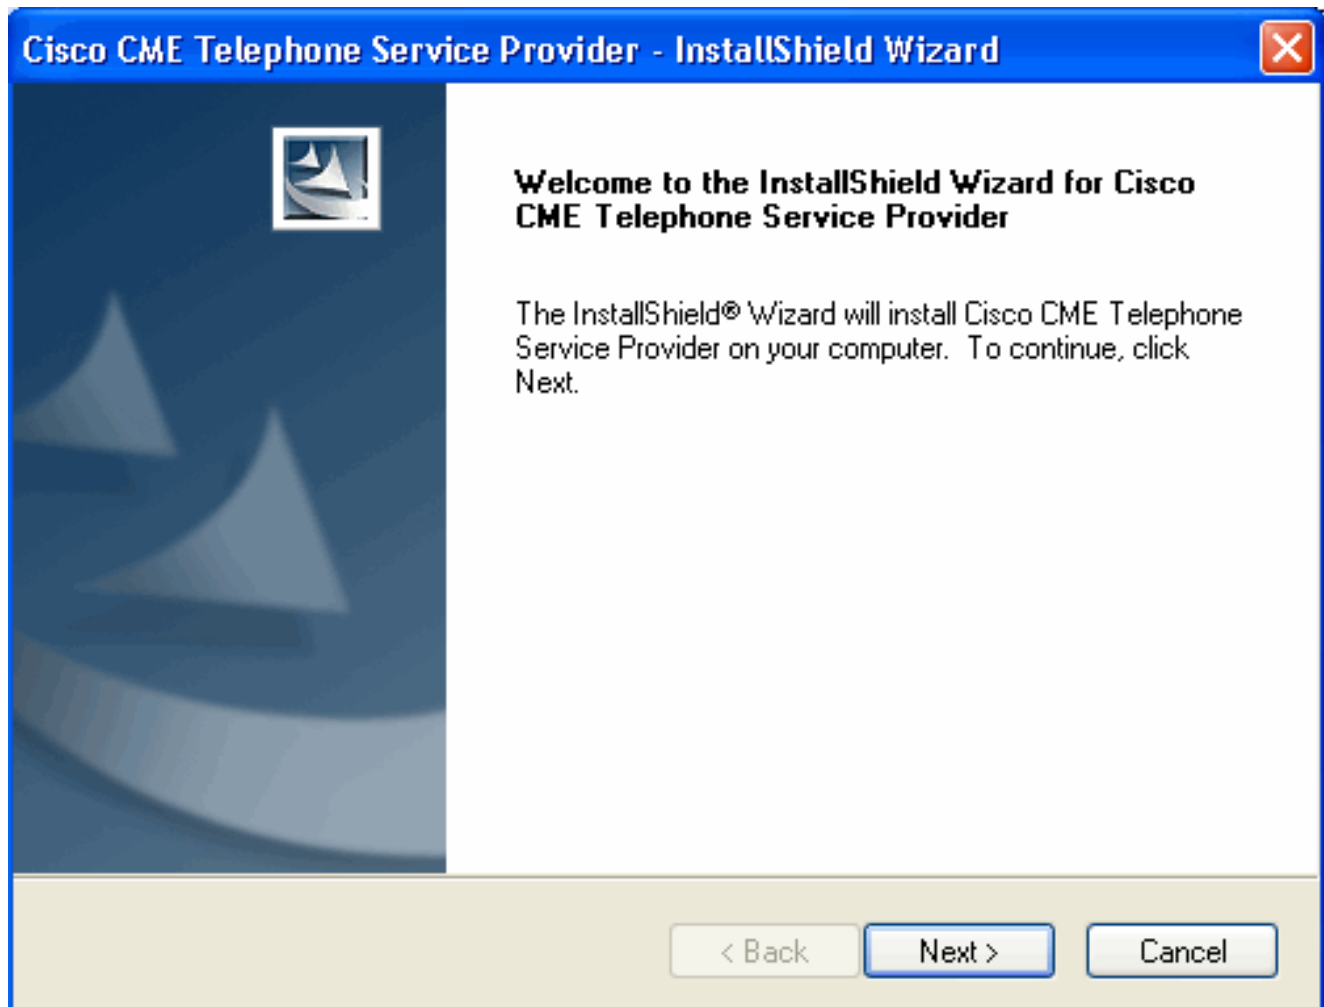 Cisco CME Telephone Service Provider - InstallShield Wizard
Welcome to the InstallShield Wizard for Cisco
CME Telephone Service Provider
The InstallShield® Wizard will install Cisco CME Telephone
Service Provider on your computer.  To continue, click
Next.
< Back
Next >
Cancel